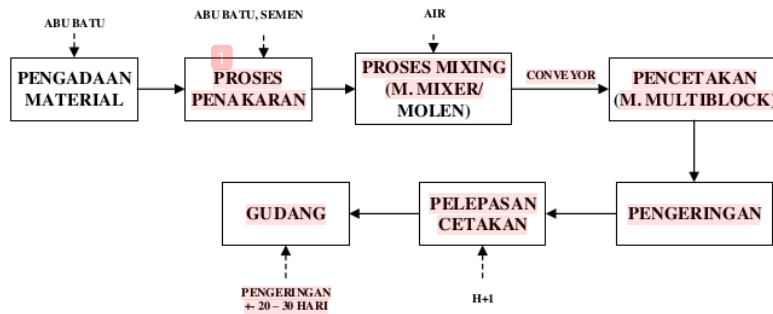 ABU BATU
ABU BATU, SEMEN
AIR
1
PENGADAAN
MATERIAL
PROSES
PENAKARAN
PROSES MIXING
(M. MIXER/
MOLEN)
CONVEYOR
PENCETAKAN
(M. MULTIBLOCK)
GUDANG
PELEPASAN
CETAKAN
PENGERINGAN
PENGERINGAN
+- 20 – 30 HARI
H+1